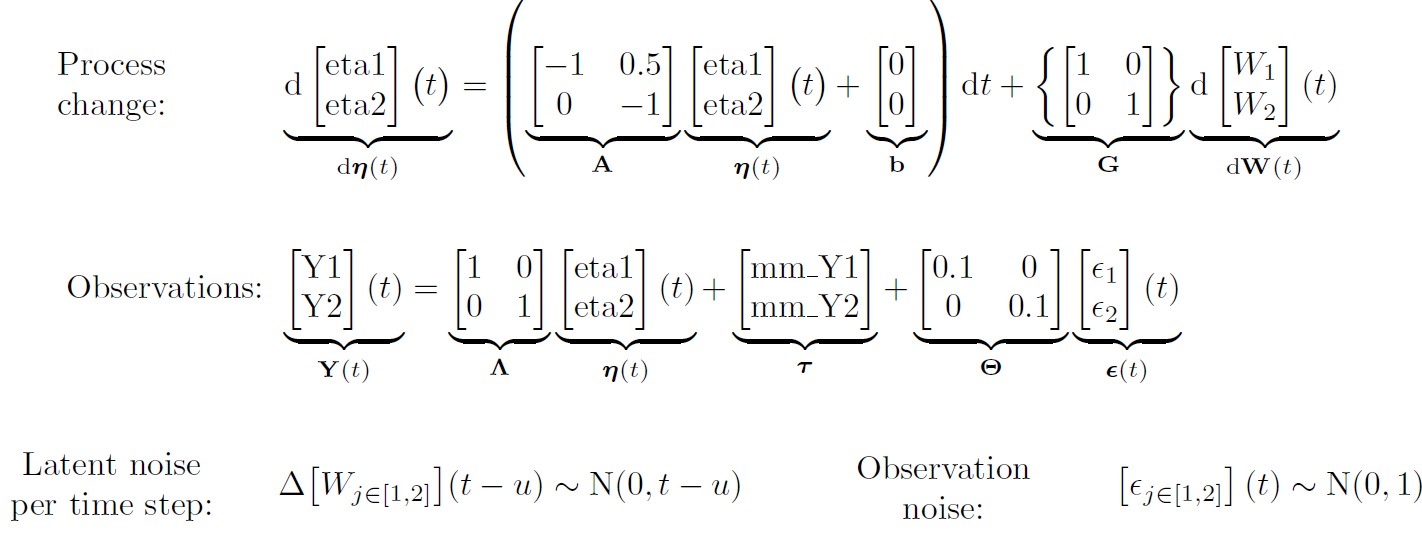 Process change: d [eta1 eta2] (t) = ( [−1 0.5 0 −1] [eta1 eta2] (t) + [0 0] ) dt + { [1 0 0 1] } d [W₁ W₂] (t)
dη(t) A η(t) b G dW(t)
Observations: [Y1 Y2] (t) = [1 0 0 1] [eta1 eta2] (t) + [mm_Y1 mm_Y2] + [0.1 0 0 0.1] [ϵ₁ ϵ₂] (t)
Y(t) Λ η(t) τ Θ ϵ(t)
Latent noise per time step: Δ[W_{j∈[1,2]}](t − u) ∼ N(0, t − u) Observation noise: [ϵ_{j∈[1,2]}] (t) ∼ N(0, 1)